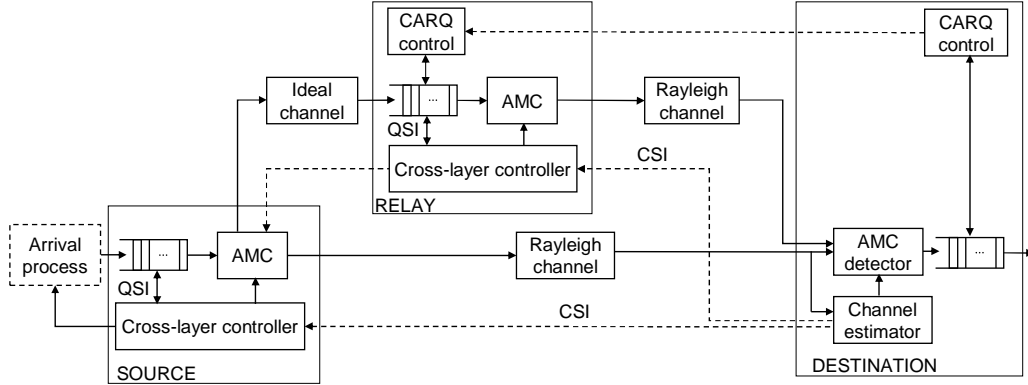 CARQ
control
CARQ
control
Ideal
channel
...
AMC
Rayleigh
channel
QSI
Cross-layer controller
CSI
RELAY
Arrival
process
...
AMC
Rayleigh
channel
AMC
detector
...
QSI
Cross-layer controller
CSI
Channel
estimator
SOURCE
DESTINATION